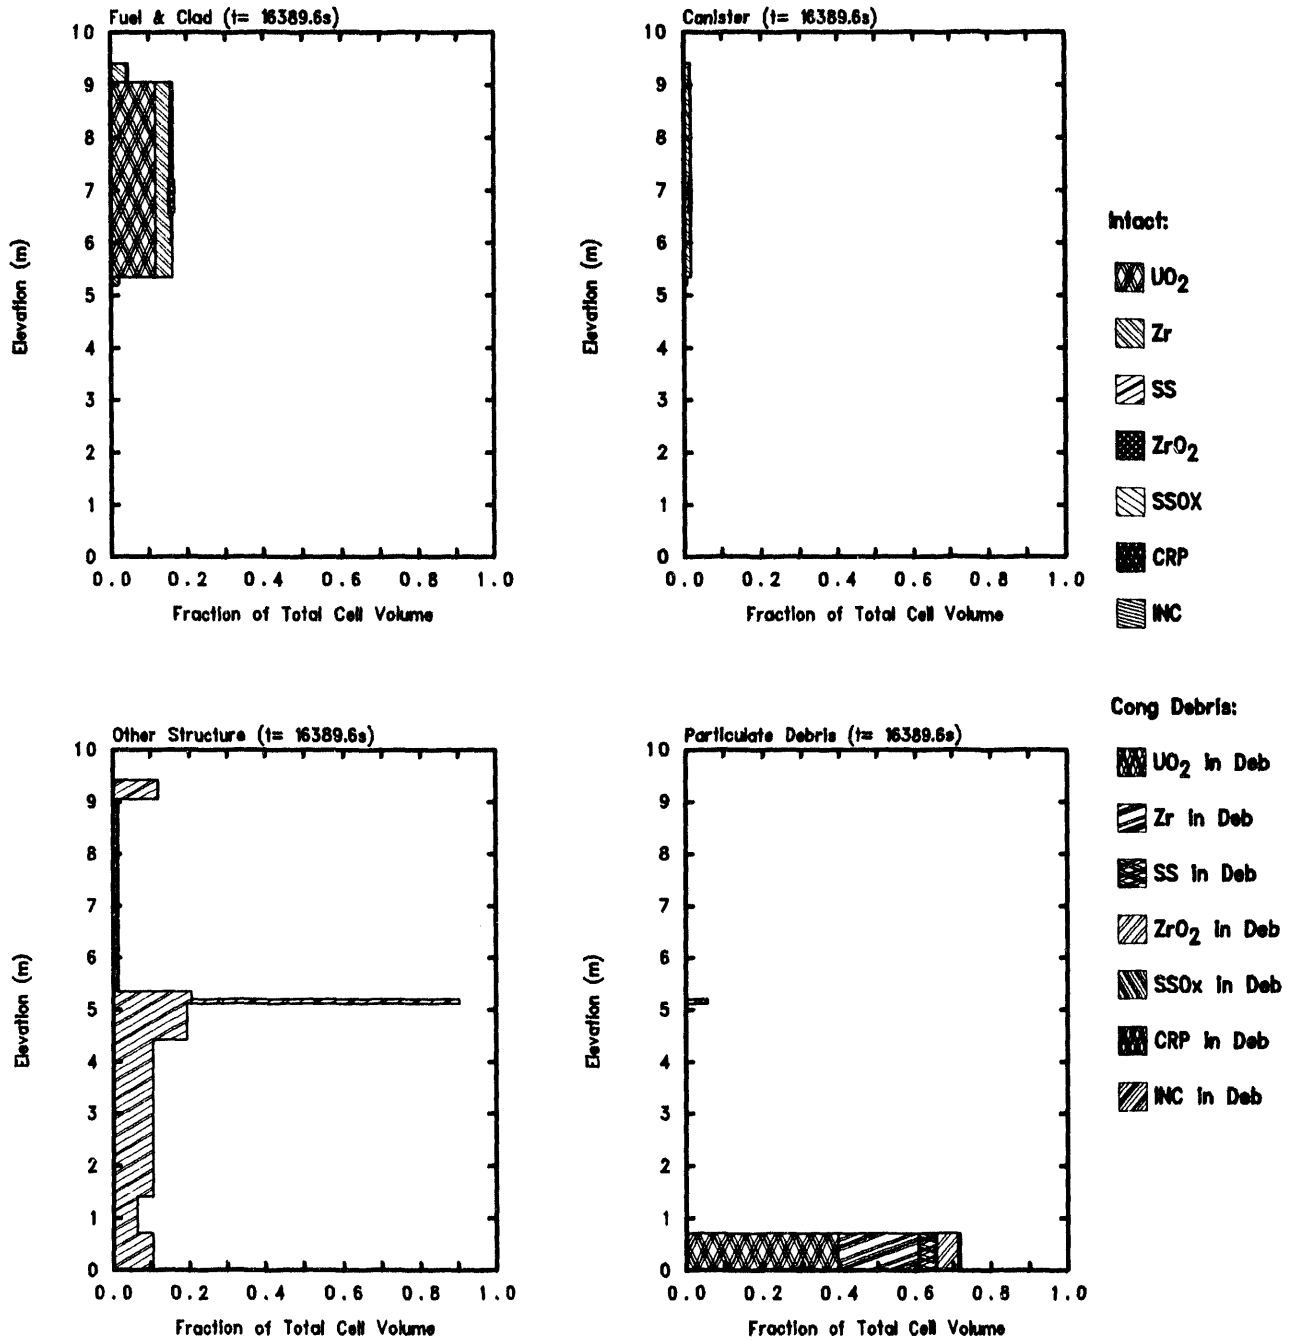 Fuel & Clad (t= 16389.6s)
10
9
8
7
6
5
4
3
2
1
0
Elevation (m)
0.0 0.2 0.4 0.6 0.8 1.0
Fraction of Total Cell Volume
Canister (t= 16389.6s)
10
9
8
7
6
5
4
3
2
1
0
Elevation (m)
0.0 0.2 0.4 0.6 0.8 1.0
Fraction of Total Cell Volume
Intact:
UO2
Zr
SS
ZrO2
SSOX
CRP
INC
Other Structure (t= 16389.6s)
10
9
8
7
6
5
4
3
2
1
0
Elevation (m)
0.0 0.2 0.4 0.6 0.8 1.0
Fraction of Total Cell Volume
Particulate Debris (t= 16389.6s)
10
9
8
7
6
5
4
3
2
1
0
Elevation (m)
0.0 0.2 0.4 0.6 0.8 1.0
Fraction of Total Cell Volume
Cong Debris:
UO2 in Deb
Zr in Deb
SS in Deb
ZrO2 in Deb
SSOx in Deb
CRP in Deb
INC in Deb